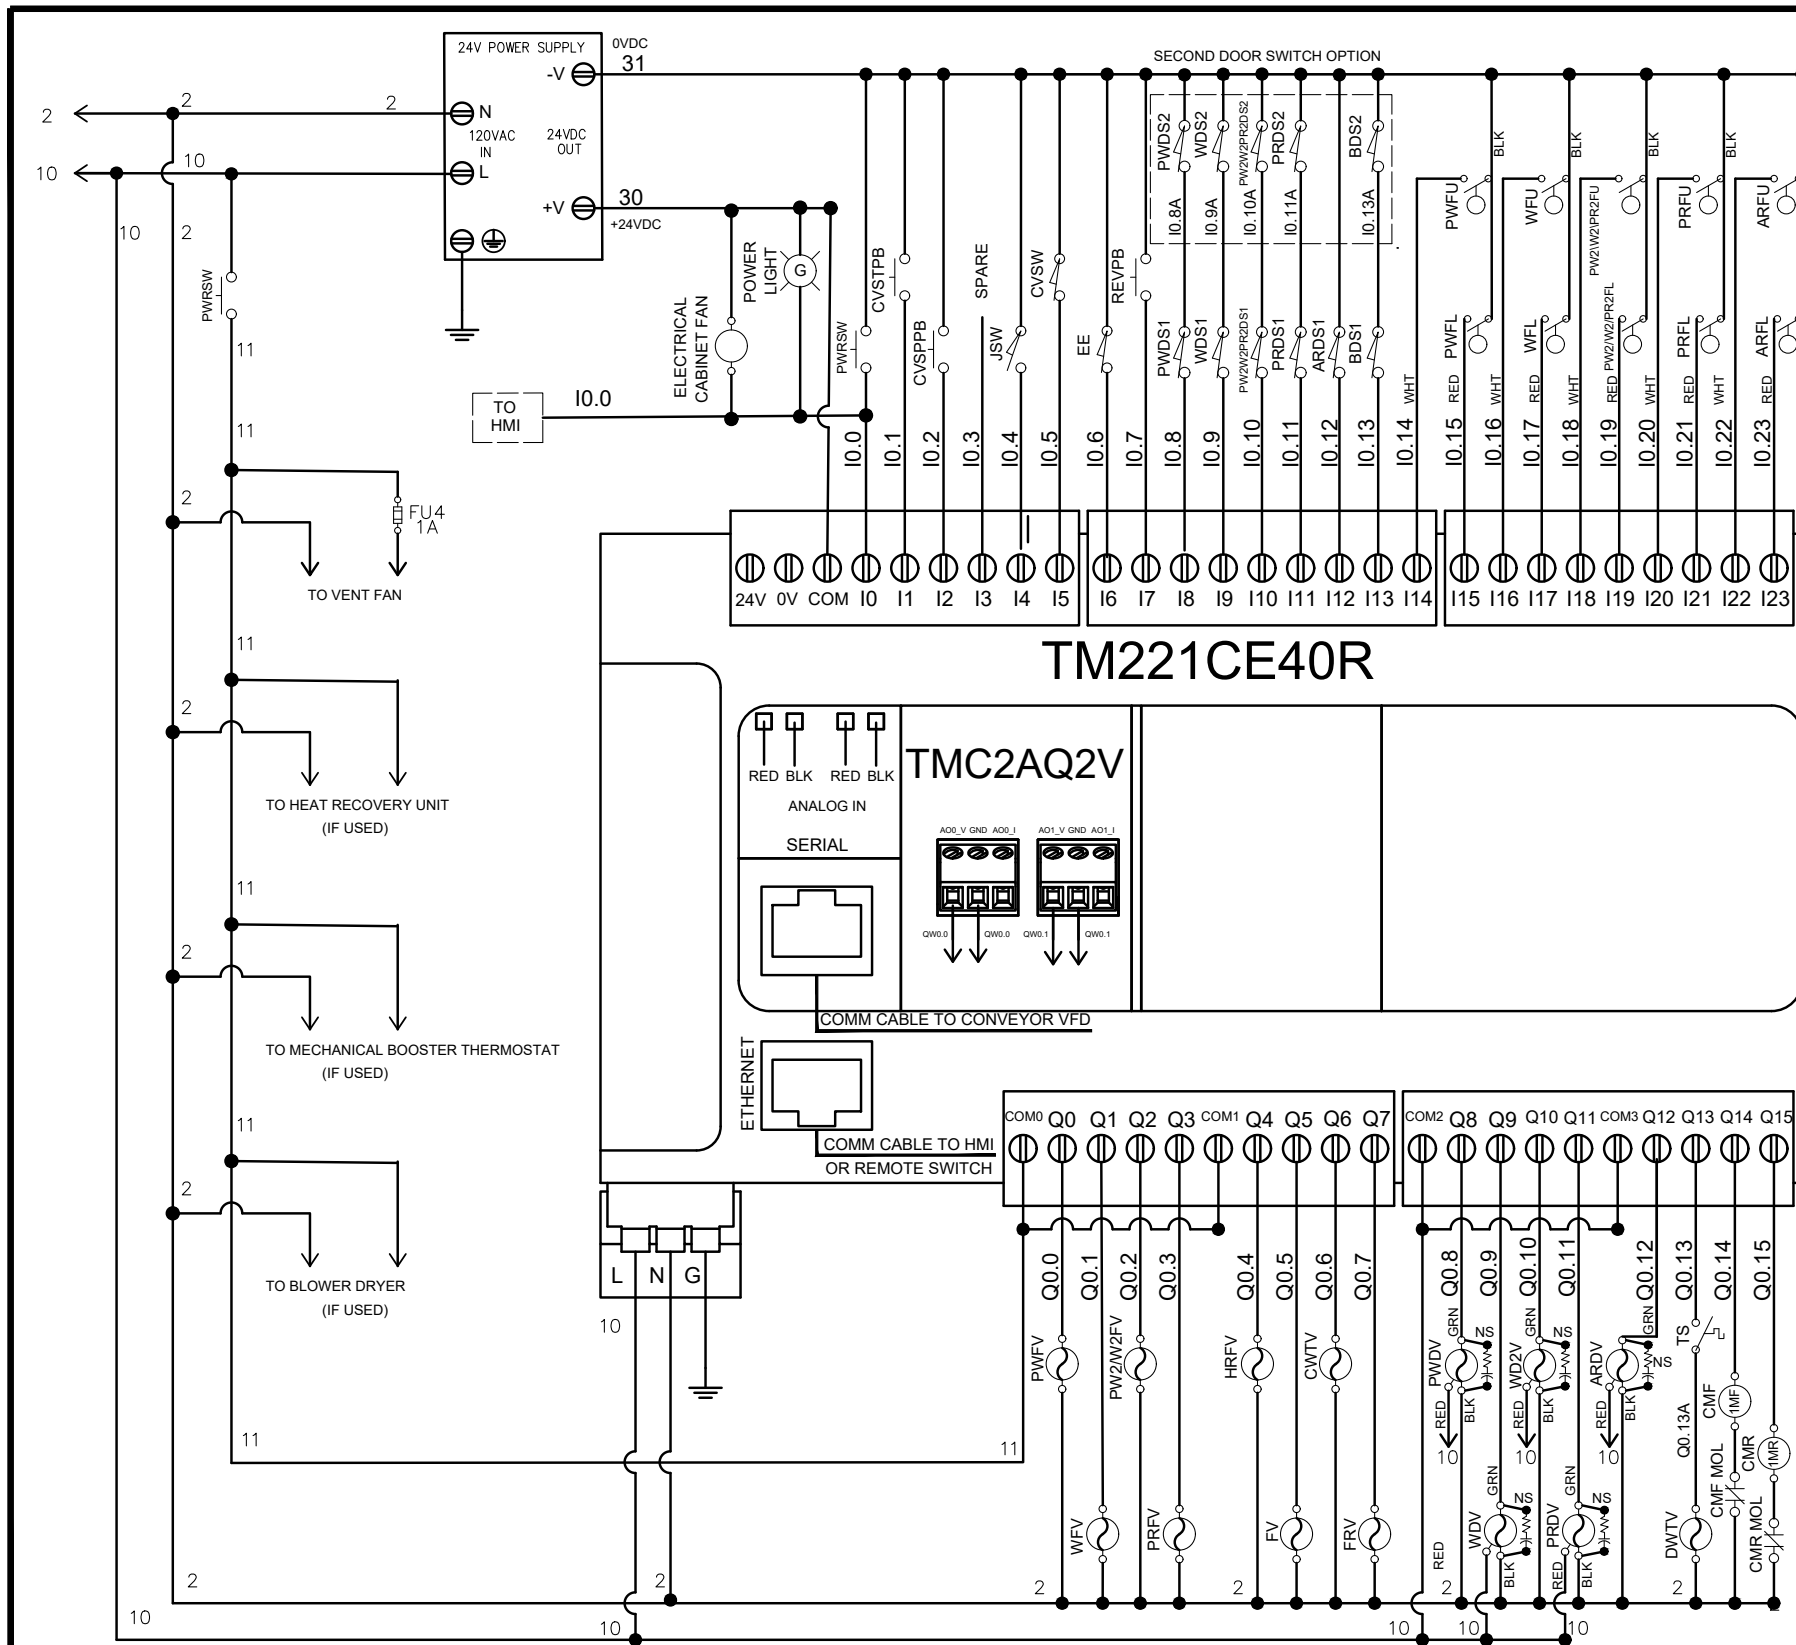 24V POWER SUPPLY
0VDC
-V
31
SECOND DOOR SWITCH OPTION
2
2
2
N
120VAC
IN
24VDC
OUT
10
10
L
+V
30
+24VDC
10
2
PWRSW
11
11
FU4
1A
2
TO VENT FAN
11
2
TO HEAT RECOVERY UNIT
(IF USED)
11
2
TO MECHANICAL BOOSTER THERMOSTAT
(IF USED)
11
2
TO BLOWER DRYER
(IF USED)
ELECTRICAL
CABINET FAN
POWER
LIGHT
G
TO
HMI
I0.0
PWRSW
CVSTPB
CVSPPB
SPARE
JSW
CVSW
EE
REVPB
PWDS2
WDS2
PW2W2PR2DS2
PRDS2
BDS2
I0.8A
I0.9A
I0.10A
I0.11A
I0.13A
PWDS1
WDS1
PW2W2PR2DS1
PRDS1
ARDS1
BDS1
BLK
BLK
BLK
BLK
PWFU
WFU
PW2\W2\PR2FU
PRFU
ARFU
PWFL
WFL
PW2/W2/PR2FL
PRFL
ARFL
WHT
RED
WHT
RED
WHT
RED
WHT
RED
WHT
RED
I0.0
I0.1
I0.2
I0.3
I0.4
I0.5
I0.6
I0.7
I0.8
I0.9
I0.10
I0.11
I0.12
I0.13
I0.14
I0.15
I0.16
I0.17
I0.18
I0.19
I0.20
I0.21
I0.22
I0.23
24V 0V COM I0 I1 I2 I3 I4 I5 I6 I7 I8 I9 I10 I11 I12 I13 I14 I15 I16 I17 I18 I19 I20 I21 I22 I23
TM221CE40R
RED BLK RED BLK
ANALOG IN
SERIAL
TMC2AQ2V
AO0_V GND AO0_I
AO1_V GND AO1_I
QW0.0
QW0.0
QW0.1
QW0.1
COMM CABLE TO CONVEYOR VFD
ETHERNET
COMM CABLE TO HMI
OR REMOTE SWITCH
COM0 Q0 Q1 Q2 Q3 COM1 Q4 Q5 Q6 Q7 COM2 Q8 Q9 Q10 Q11 COM3 Q12 Q13 Q14 Q15
L N G
10
Q0.0
Q0.1
Q0.2
Q0.3
Q0.4
Q0.5
Q0.6
Q0.7
Q0.8
Q0.9
Q0.10
Q0.11
Q0.12
Q0.13
Q0.14
Q0.15
PWFV
PW2/W2FV
HRFV
CWTV
PWDV
GRN
NS
RED
BLK
10
WD2V
GRN
NS
RED
BLK
10
ARDV
GRN
NS
RED
BLK
10
TS
Q0.13A
CMF
1MF
CMF MOL
CMR
1MR
CMR MOL
11
11
WFV
PRFV
FV
FRV
RED
WDV
GRN
NS
BLK
PRDV
GRN
NS
RED
BLK
DWTV
2
2
2
2
2
2
10
10
10
10
10